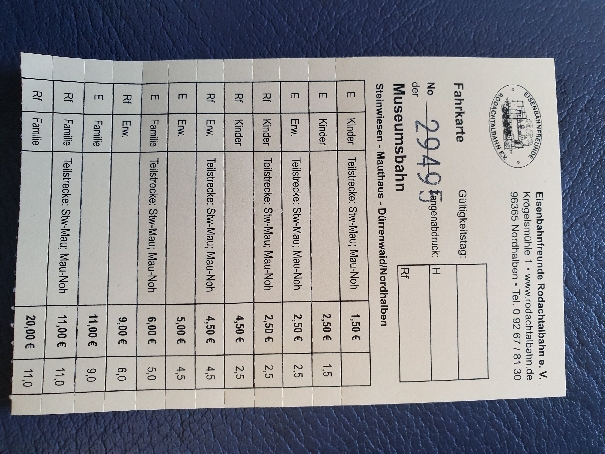 EISENBAHNFREUNDE
RODACHTALBAHN E.V.
Eisenbahnfreunde Rodachtalbahn e. V.
Krögelsmühle 1 • www.rodachtalbahn.de
96365 Nordhalben • Tel. 0 92 67 / 81 30
Fahrkarte Gültigkeitstag:
No 29495 Zangenabdruck: H Rf
der
Museumsbahn
Steinwiesen - Mauthaus - Dürrenwaid/Nordhalben
E Kinder Teilstrecke: Stw-Mau; Mau-Noh 1,50 €
E Kinder 2,50 € 1,5
E Erw. Teilstrecke: Stw-Mau; Mau-Noh 2,50 € 2,5
Rf Kinder Teilstrecke: Stw-Mau; Mau-Noh 2,50 € 2,5
Rf Kinder 4,50 € 2,5
Rf Erw. Teilstrecke: Stw-Mau; Mau-Noh 4,50 € 4,5
E Erw. 5,00 € 4,5
E Familie Teilstrecke: Stw-Mau; Mau-Noh 6,00 € 5,0
Rf Erw. 9,00 € 6,0
E Familie 11,00 € 9,0
Rf Familie Teilstrecke: Stw-Mau; Mau-Noh 11,00 € 11,0
Rf Familie 20,00 € 11,0